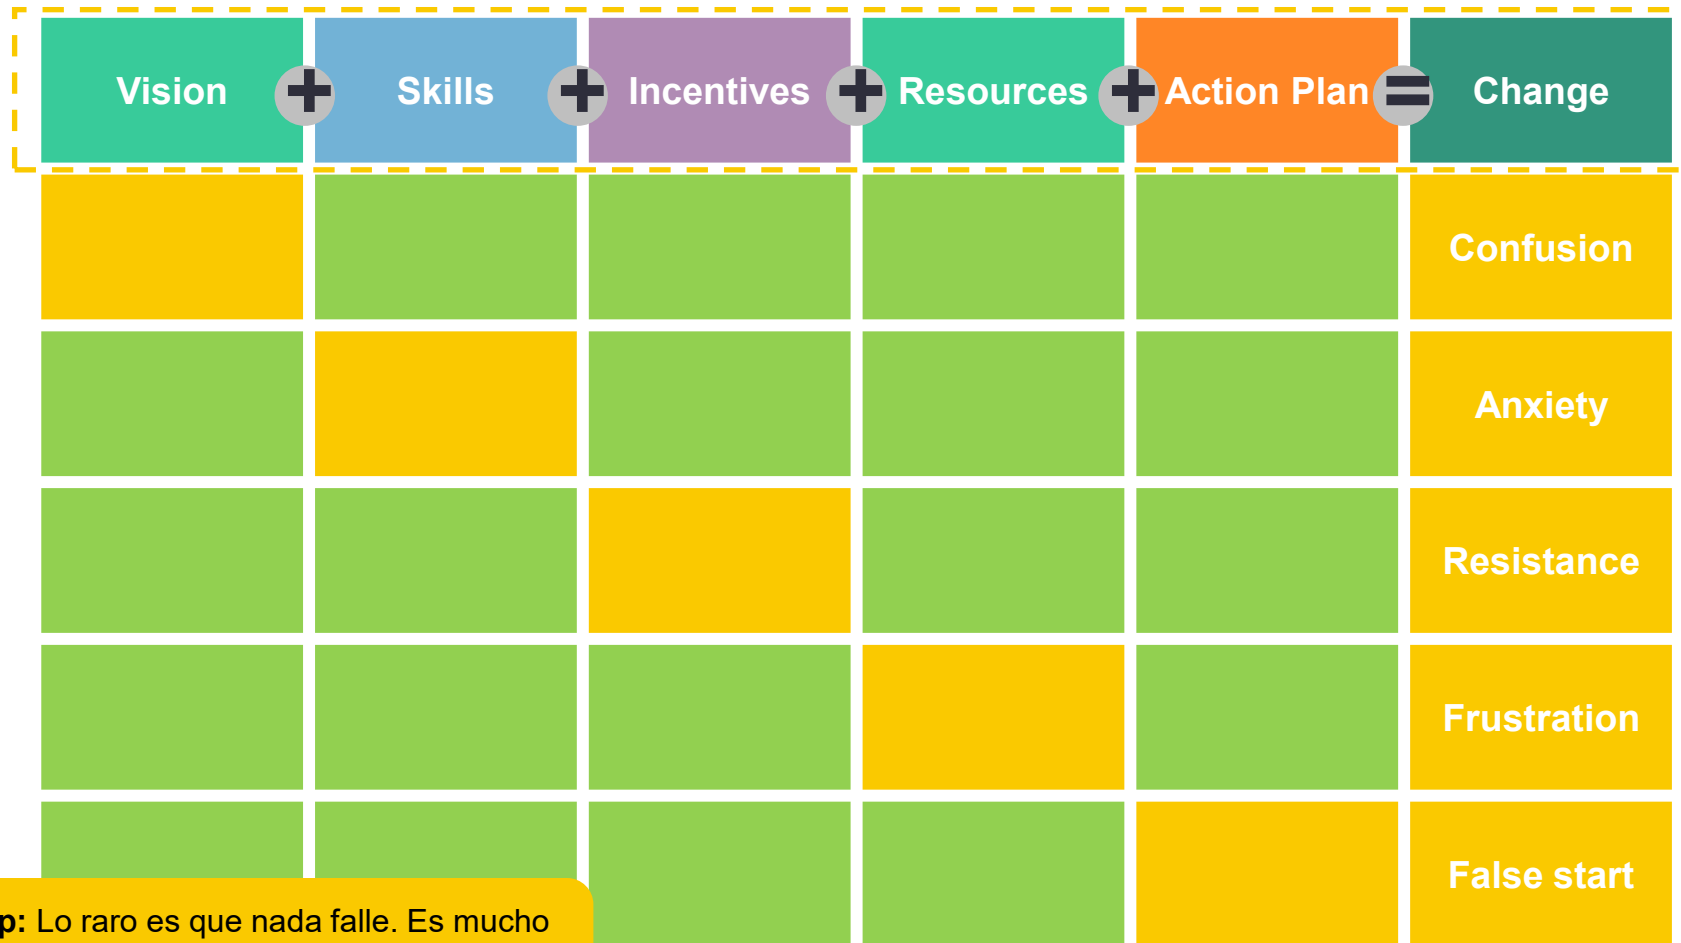 Vision + Skills + Incentives + Resources + Action Plan = Change
Confusion
Anxiety
Resistance
Frustration
False start
p: Lo raro es que nada falle. Es mucho